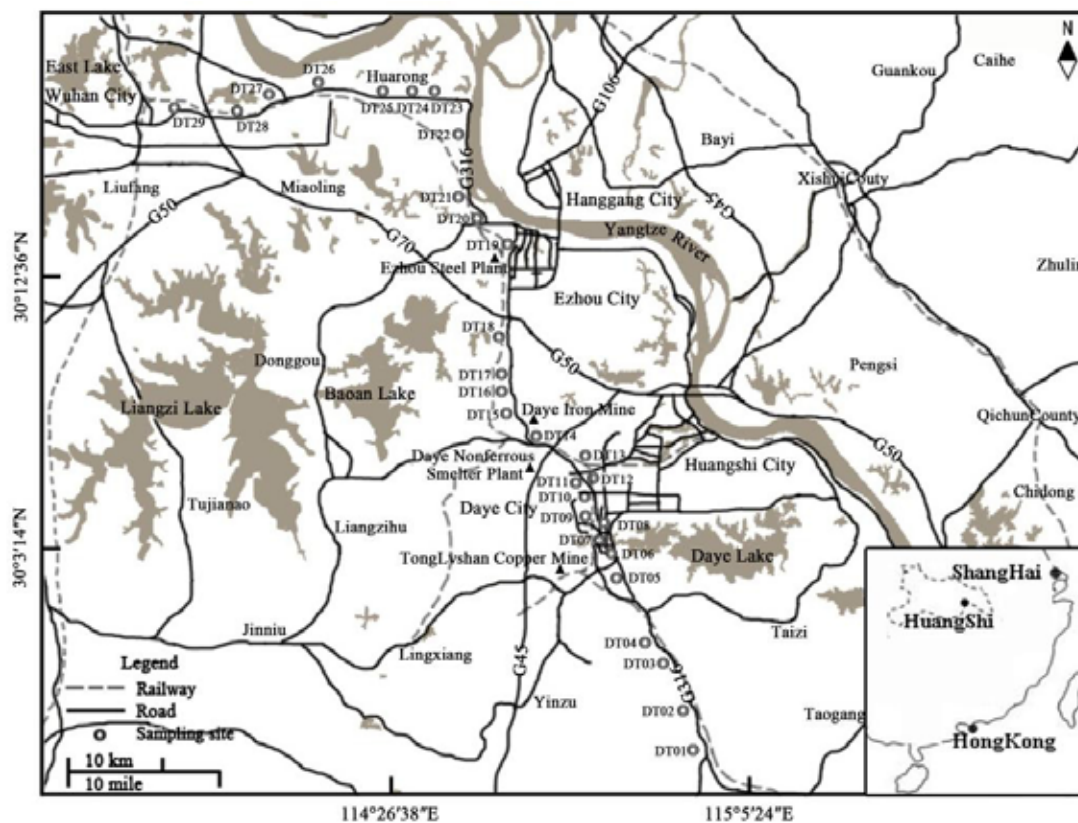 N
East Lake
Wuhan City
DT26
DT27
Huarong
DT25 DT24 DT23
DT29
DT28
DT22
G106
Guankou
Caihe
Bayi
Xishui Couty
G316
Liufang
Miaoling
G50
G70
DT21
DT20
DT19
Hanggang City
G45
Yangtze River
Ezhou Steel Plant
30°12'36"N
Zhulin
Ezhou City
DT18
Donggou
G50
Pengsi
DT17
DT16
DT15
Baoan Lake
Liangzi Lake
Daye Iron Mine
DT14
QichunCounty
G50
Daye Nonferrous
Smelter Plant
DT13
DT12
DT11
DT10
Huangshi City
Chidong
Tujianao
Liangzihu
Daye City
DT09
DT08
DT07
DT06
Daye Lake
30°3'14"N
TongLvshan Copper Mine
DT05
ShangHai
HuangShi
HongKong
Jinniu
Lingxiang
G45
DT04
DT03
G316
Taizi
Yinzu
DT02
DT01
Taogang
Legend
Railway
Road
Sampling site
10 km
10 mile
114°26'38"E
115°5'24"E